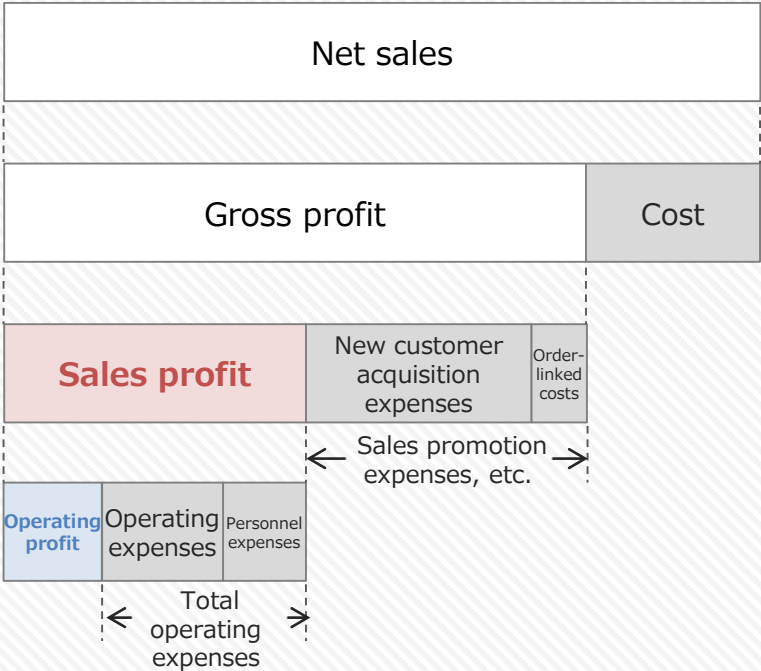 Net sales
Gross profit
Cost
Sales profit
New customer
acquisition
expenses
Order-
linked
costs
Sales promotion
expenses, etc.
Operating
profit
Operating
expenses
Personnel
expenses
Total
operating
expenses